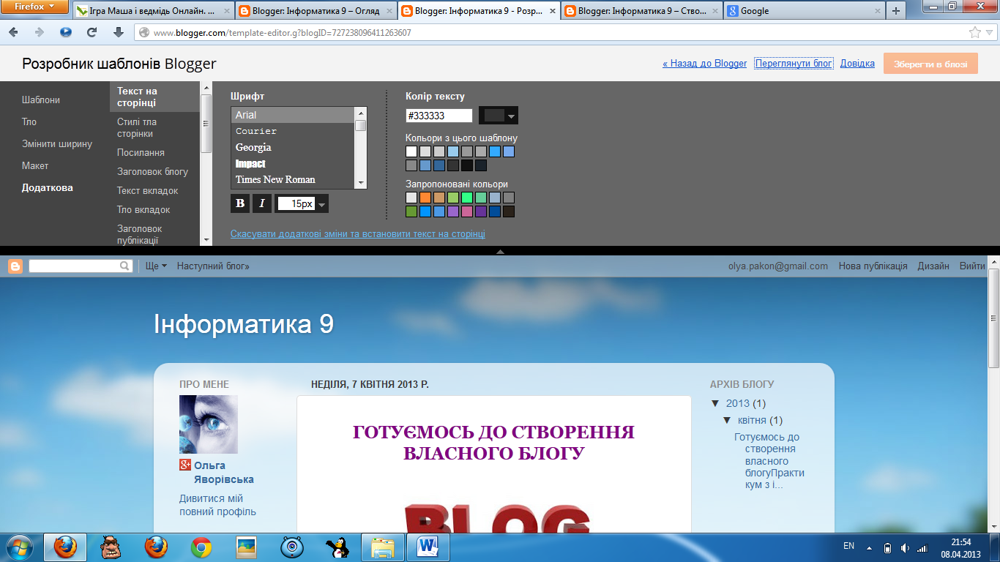 Firefox
Ігра Маша і ведмідь Онлайн. ...
Blogger: Інформатика 9 – Огляд
Blogger: Інформатика 9 - Розр...
Blogger: Інформатика 9 – Ство...
Google
www.blogger.com/template-editor.g?blogID=727238096411263607
Розробник шаблонів Blogger
« Назад до Blogger
Переглянути блог
Довідка
Зберегти в блозі
Шаблони
Тло
Змінити ширину
Макет
Додаткова
Текст на
сторінці
Стилі тла
сторінки
Посилання
Заголовок блогу
Текст вкладок
Тло вкладок
Заголовок
публікації
Шрифт
Arial
Courier
Georgia
Impact
Times New Roman
B I 15px
Колір тексту
#333333
Кольори з цього шаблону
Запропоновані кольори
Скасувати додаткові зміни та встановити текст на сторінці
Ще
Наступний блог»
olya.pakon@gmail.com
Нова публікація
Дизайн
Вийти
Інформатика 9
ПРО МЕНЕ
Ольга
Яворівська
Дивитися мій
повний профіль
НЕДІЛЯ, 7 КВІТНЯ 2013 Р.
ГОТУЄМОСЬ ДО СТВОРЕННЯ
ВЛАСНОГО БЛОГУ
BLOG
АРХІВ БЛОГУ
▼ 2013 (1)
▼ квітня (1)
Готуємось до
створення
власного
блогуПракти
кум з і...
EN
21:54
08.04.2013